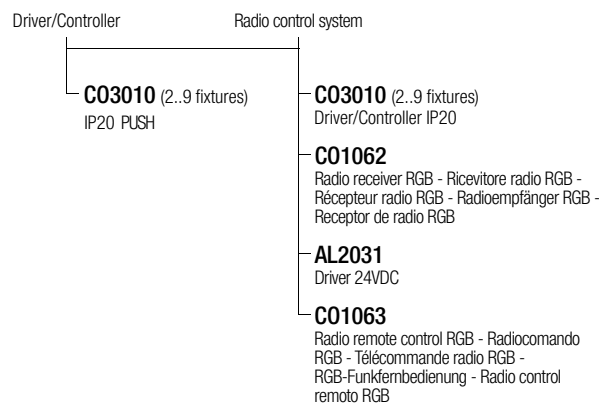 Driver/Controller
Radio control system
CO3010 (2..9 fixtures)
IP20 PUSH
CO3010 (2..9 fixtures)
Driver/Controller IP20
CO1062
Radio receiver RGB - Ricevitore radio RGB -
Récepteur radio RGB - Radioempfänger RGB -
Receptor de radio RGB
AL2031
Driver 24VDC
CO1063
Radio remote control RGB - Radiocomando
RGB - Télécommande radio RGB -
RGB-Funkfernbedienung - Radio control
remoto RGB